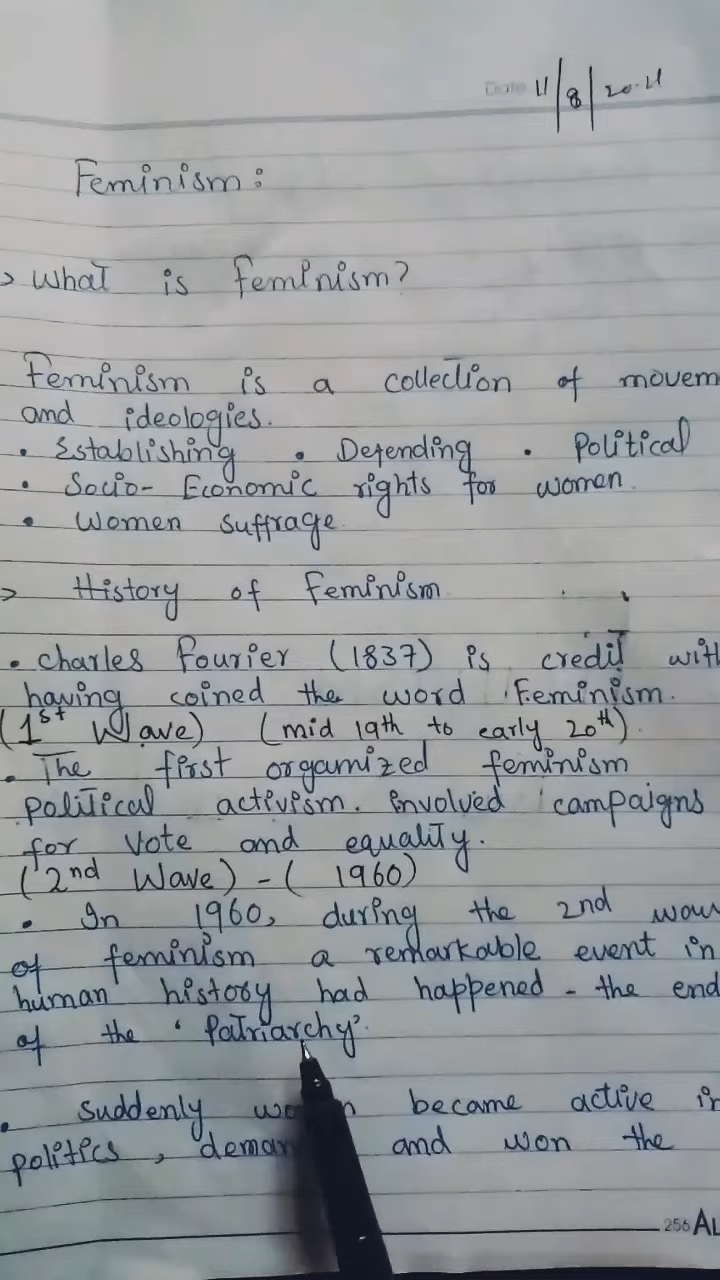 Date 11/8/2021
Feminism:
> What is feminism?
Feminism is a collection of movem
and ideologies.
• Establishing • Defending • Political
• Socio-Economic rights for women.
• Women suffrage
> History of Feminism
• Charles Fourier (1837) is credit with
having coined the word Feminism.
(1st Wave) (mid 19th to early 20th).
• The first organized feminism
political activism. involved campaigns
for vote and equality.
(2nd Wave) - (1960)
• In 1960, during the 2nd wav
of feminism a remarkable event in
human history had happened - the end
of the 'Patriarchy'.
• suddenly became active in
politics, and won the
256 AL